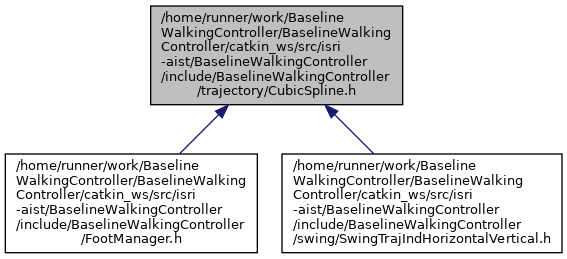 /home/runner/work/Baseline
WalkingController/BaselineWalking
Controller/catkin_ws/src/isri
-aist/BaselineWalkingController
/include/BaselineWalkingController
/trajectory/CubicSpline.h
/home/runner/work/Baseline
WalkingController/BaselineWalking
Controller/catkin_ws/src/isri
-aist/BaselineWalkingController
/include/BaselineWalkingController
/FootManager.h
/home/runner/work/Baseline
WalkingController/BaselineWalking
Controller/catkin_ws/src/isri
-aist/BaselineWalkingController
/include/BaselineWalkingController
/swing/SwingTrajIndHorizontalVertical.h